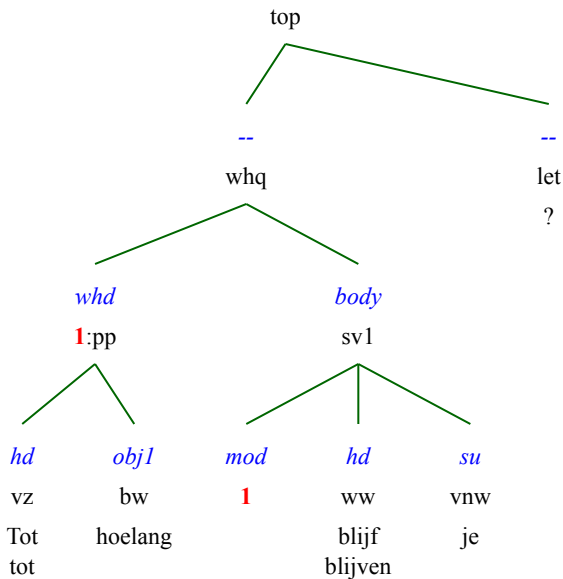 top
-- --
whq let
?
whd body
1:pp sv1
hd obj1 mod hd su
vz bw 1 ww vnw
Tot hoelang blijf je
tot blijven